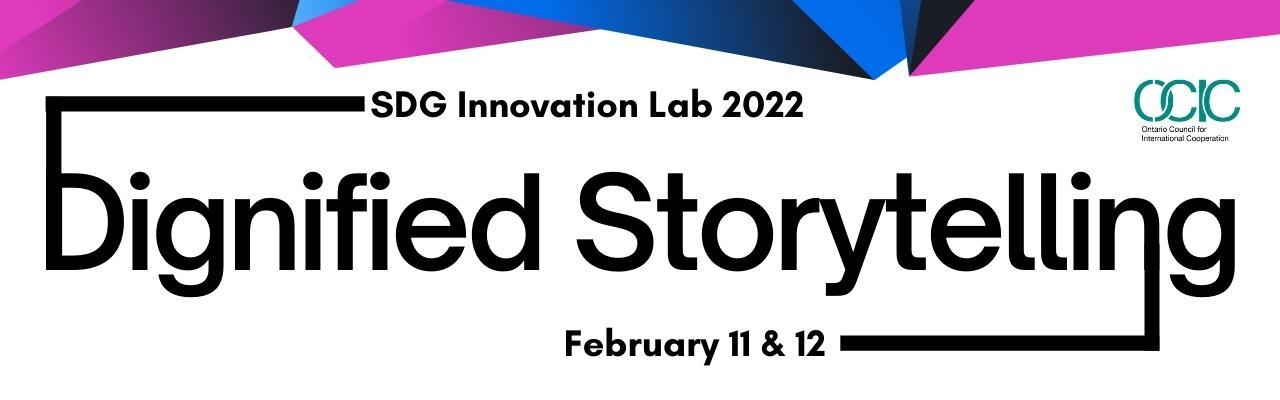 SDG Innovation Lab 2022
OCIC
Ontario Council for
International Cooperation
Dignified Storytelling
February 11 & 12